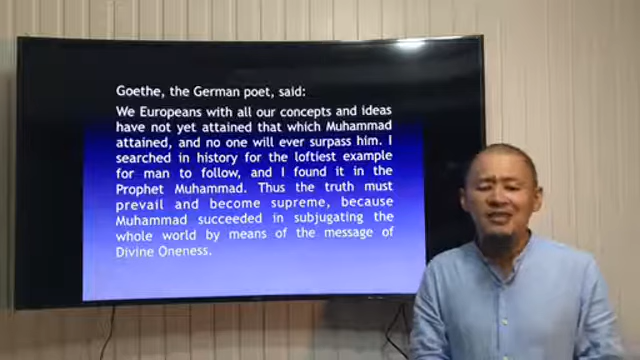 Goethe, the German poet, said:
We Europeans with all our concepts and ideas
have not yet attained that which Muhammad
attained, and no one will ever surpass him. I
searched in history for the loftiest example
for man to follow, and I found it in the
Prophet Muhammad. Thus the truth must
prevail and become supreme, because
Muhammad succeeded in subjugating the
whole world by means of the message of
Divine Oneness.